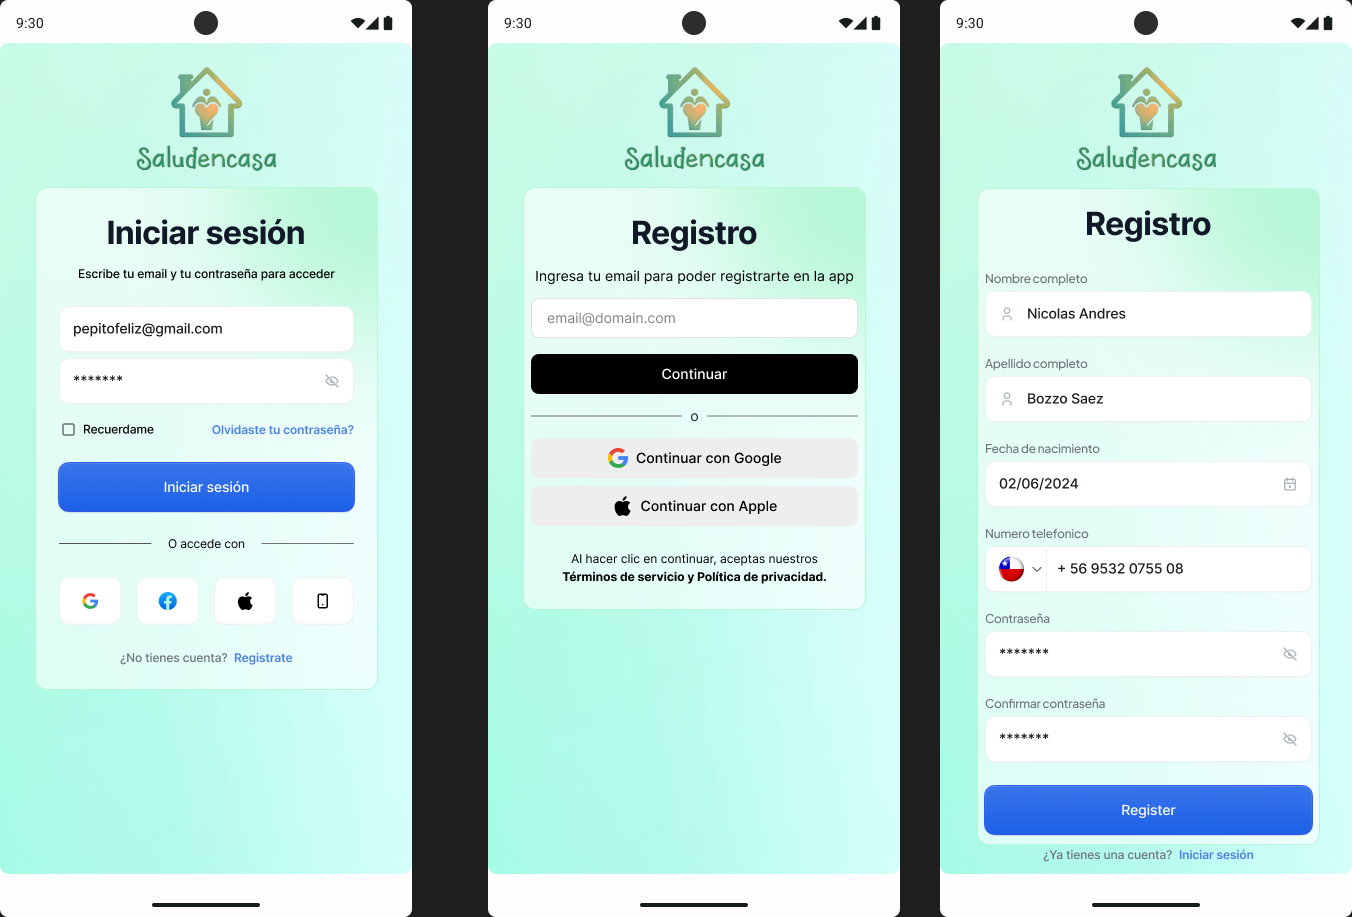 9:30
Saludencasa
Iniciar sesión
Escribe tu email y tu contraseña para acceder
pepitofeliz@gmail.com
*******
Recuerdame
Olvidaste tu contraseña?
Iniciar sesión
O accede con
¿No tienes cuenta? Registrate
9:30
Saludencasa
Registro
Ingresa tu email para poder registrarte en la app
email@domain.com
Continuar
o
Continuar con Google
Continuar con Apple
Al hacer clic en continuar, aceptas nuestros
Términos de servicio y Política de privacidad.
9:30
Saludencasa
Registro
Nombre completo
Nicolas Andres
Apellido completo
Bozzo Saez
Fecha de nacimiento
02/06/2024
Numero telefonico
+ 56 9532 0755 08
Contraseña
*******
Confirmar contraseña
*******
Register
¿Ya tienes una cuenta? Iniciar sesión